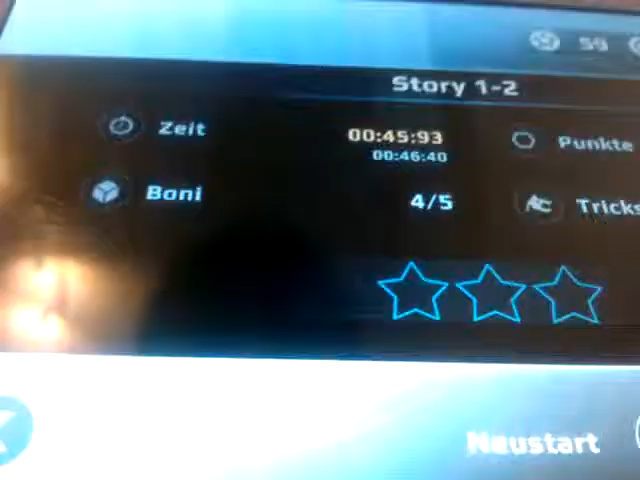 59
Story 1-2
Zeit 00:45:93 Punkte
00:46:40
Boni 4/5 Tricks
Neustart